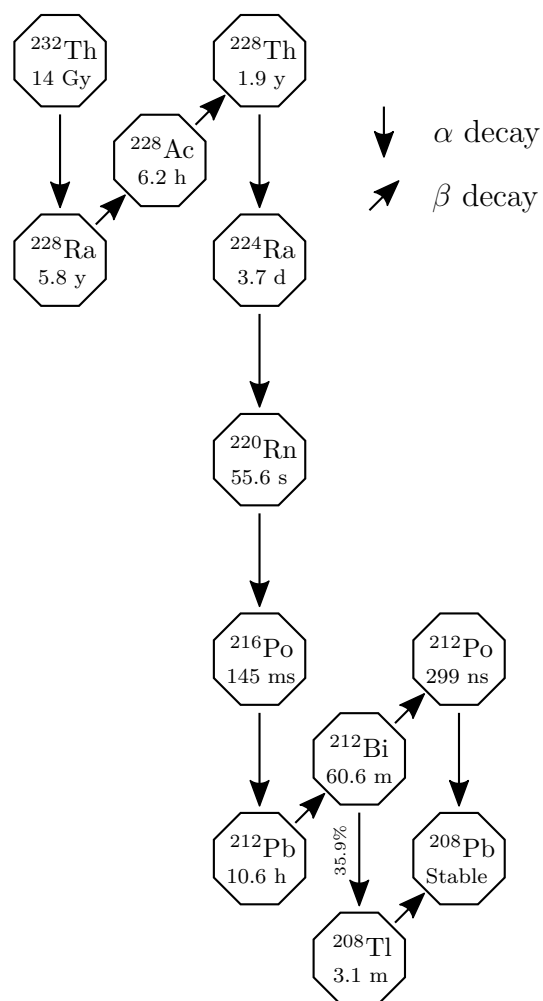 ²³²Th
14 Gy
²²⁸Th
1.9 y
α decay
²²⁸Ac
6.2 h
β decay
²²⁸Ra
5.8 y
²²⁴Ra
3.7 d
²²⁰Rn
55.6 s
²¹⁶Po
145 ms
²¹²Po
299 ns
²¹²Bi
60.6 m
35.9%
²¹²Pb
10.6 h
²⁰⁸Pb
Stable
²⁰⁸Tl
3.1 m